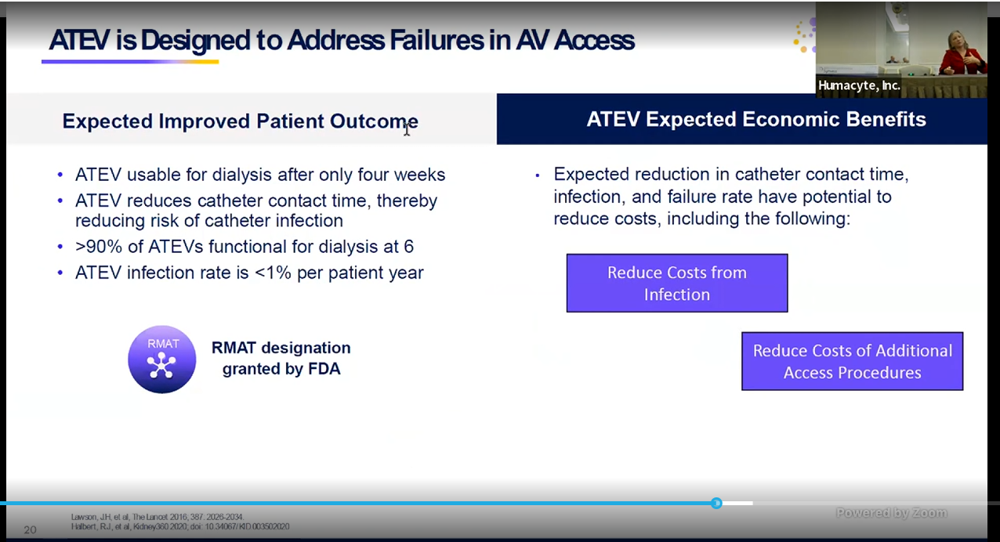 ATEV is Designed to Address Failures in AV Access
Humacyte, Inc.
Expected Improved Patient Outcome
ATEV usable for dialysis after only four weeks
ATEV reduces catheter contact time, thereby
reducing risk of catheter infection
>90% of ATEVs functional for dialysis at 6
ATEV infection rate is <1% per patient year
RMAT
RMAT designation
granted by FDA
ATEV Expected Economic Benefits
Expected reduction in catheter contact time,
infection, and failure rate have potential to
reduce costs, including the following:
Reduce Costs from
Infection
Reduce Costs of Additional
Access Procedures
Powered by Zoom
Lawson, J.H, et al, The Lancet 2016, 387: 2026-2034.
Halbert, R.J, et al, Kidney360 2020; doi: 10.34067/KID.003502020
20